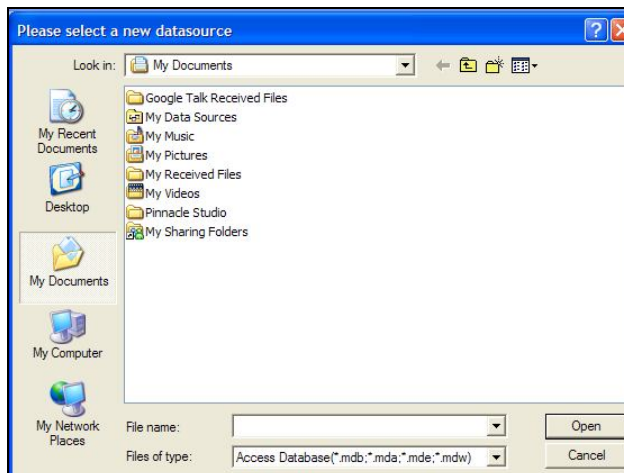 Please select a new datasource
Look in:
My Documents
My Recent
Documents
Desktop
My Documents
My Computer
My Network
Places
Google Talk Received Files
My Data Sources
My Music
My Pictures
My Received Files
My Videos
Pinnacle Studio
My Sharing Folders
File name:
Open
Files of type:
Access Database(*.mdb;*.mda;*.mde;*.mdw)
Cancel